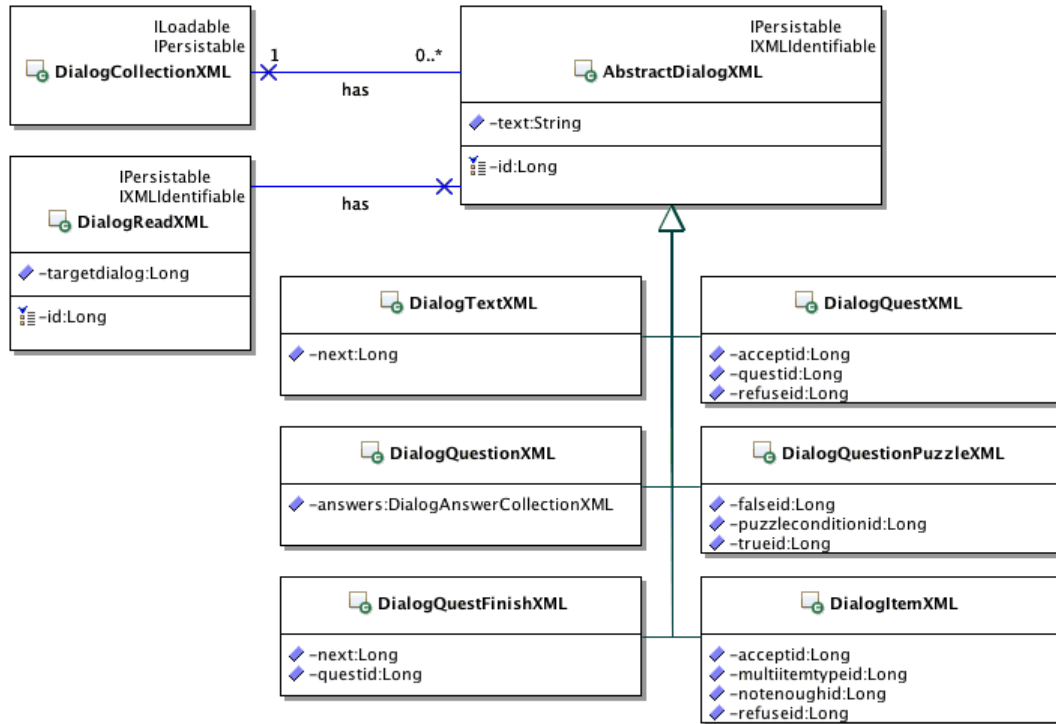 ILoadable
IPersistable
DialogCollectionXML
1
0..*
has
IPersistable
IXMLIdentifiable
AbstractDialogXML
-text:String
-id:Long
IPersistable
IXMLIdentifiable
DialogReadXML
-targetdialog:Long
-id:Long
has
DialogTextXML
-next:Long
DialogQuestXML
-acceptid:Long
-questid:Long
-refuseid:Long
DialogQuestionXML
-answers:DialogAnswerCollectionXML
DialogQuestionPuzzleXML
-falseid:Long
-puzzleconditionid:Long
-trueid:Long
DialogQuestFinishXML
-next:Long
-questid:Long
DialogItemXML
-acceptid:Long
-multiitemtypeid:Long
-notenoughid:Long
-refuseid:Long